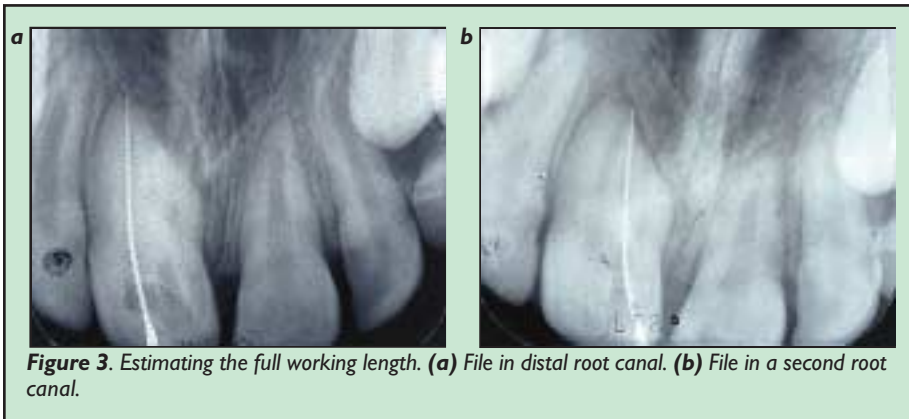 a
b
Figure 3. Estimating the full working length. (a) File in distal root canal. (b) File in a second root
canal.